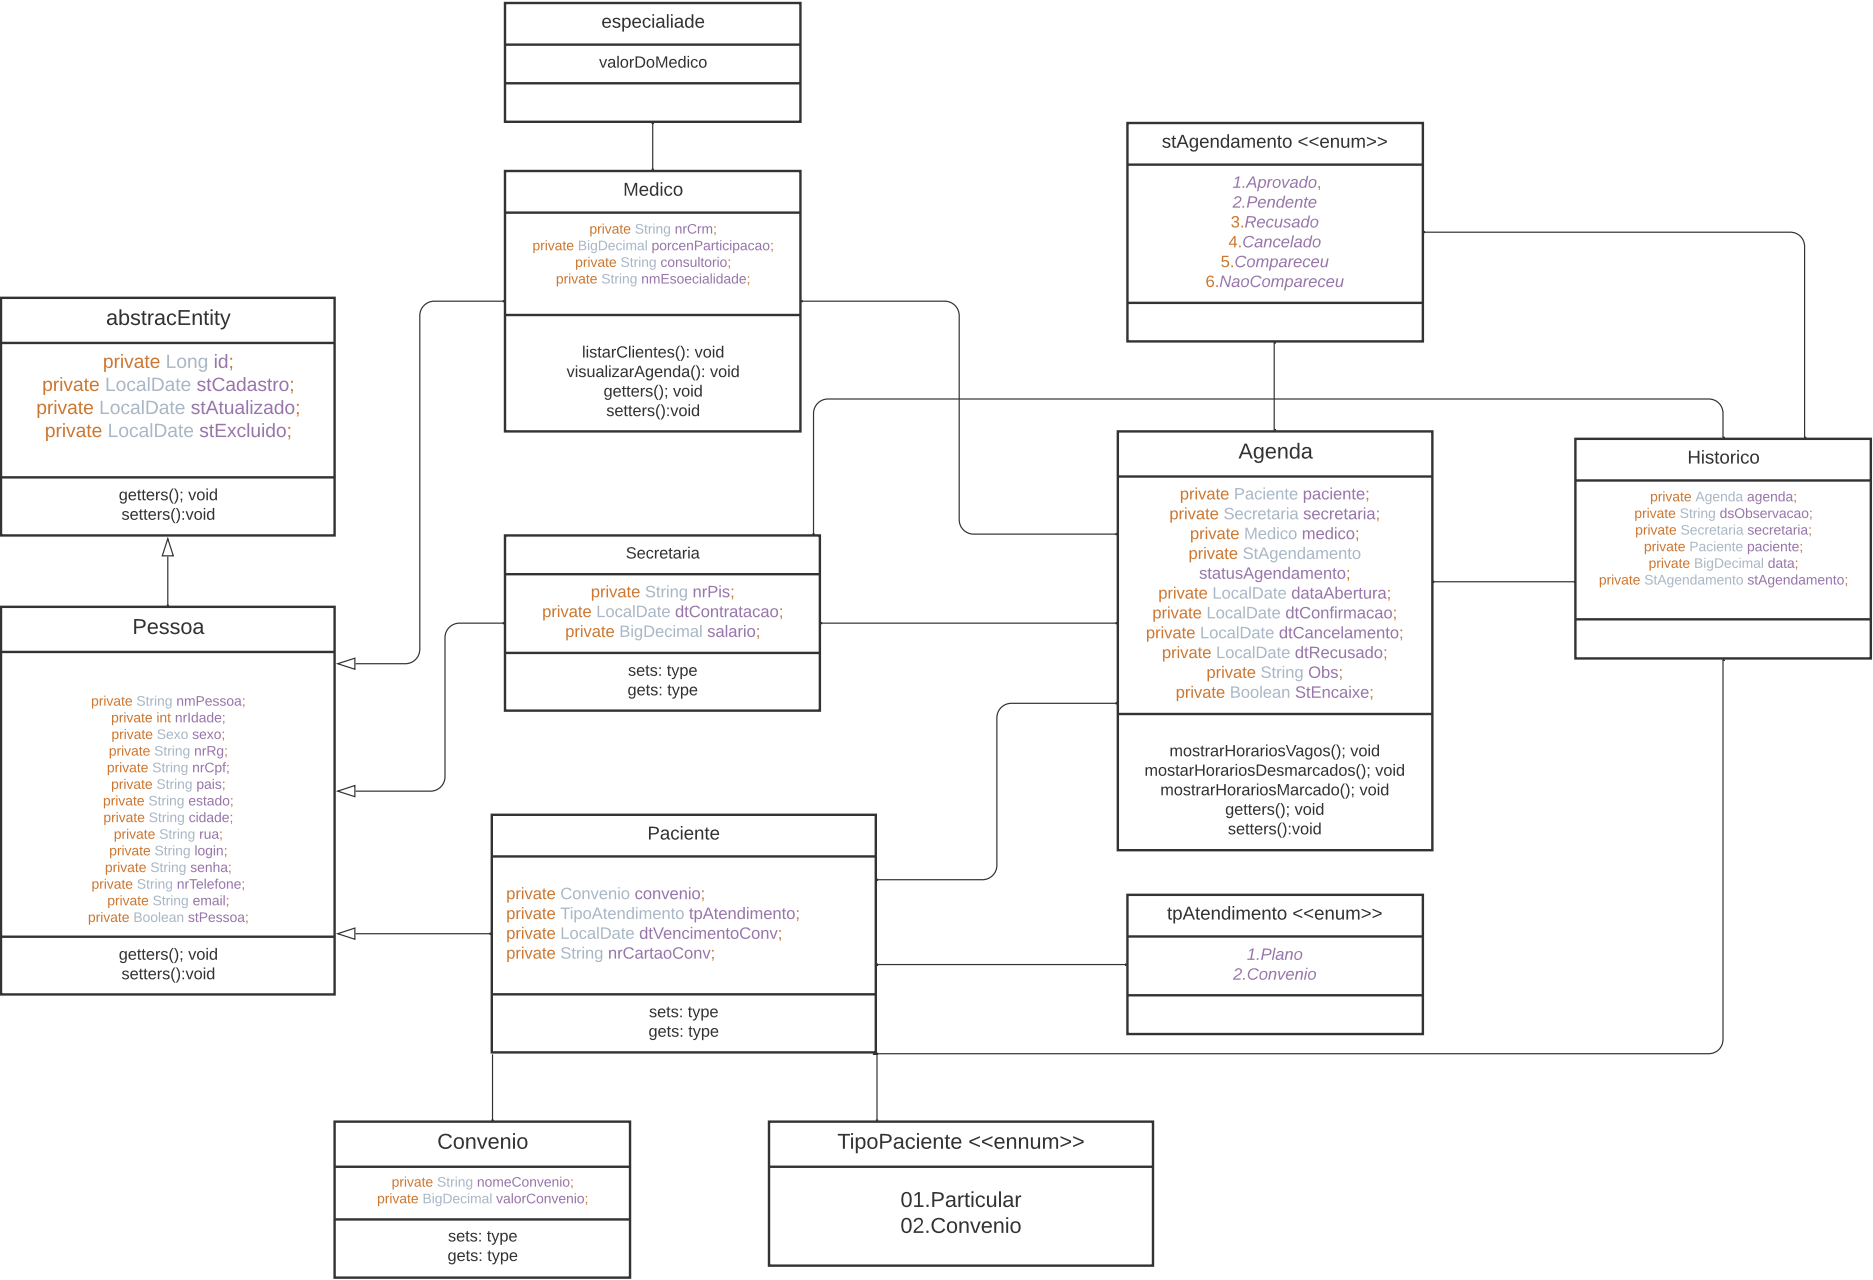 especialiade
valorDoMedico
Medico
private String nrCrm;
private BigDecimal porcenParticipacao;
private String consultorio;
private String nmEsoecialidade;
listarClientes(): void
visualizarAgenda(): void
getters(); void
setters():void
stAgendamento <<enum>>
1.Aprovado,
2.Pendente
3.Recusado
4.Cancelado
5.Compareceu
6.NaoCompareceu
abstracEntity
private Long id;
private LocalDate stCadastro;
private LocalDate stAtualizado;
private LocalDate stExcluido;
getters(); void
setters():void
Pessoa
private String nmPessoa;
private int nrIdade;
private Sexo sexo;
private String nrRg;
private String nrCpf;
private String pais;
private String estado;
private String cidade;
private String rua;
private String login;
private String senha;
private String nrTelefone;
private String email;
private Boolean stPessoa;
getters(); void
setters():void
Secretaria
private String nrPis;
private LocalDate dtContratacao;
private BigDecimal salario;
sets: type
gets: type
Agenda
private Paciente paciente;
private Secretaria secretaria;
private Medico medico;
private StAgendamento
statusAgendamento;
private LocalDate dataAbertura;
private LocalDate dtConfirmacao;
private LocalDate dtCancelamento;
private LocalDate dtRecusado;
private String Obs;
private Boolean StEncaixe;
mostrarHorariosVagos(); void
mostarHorariosDesmarcados(); void
mostrarHorariosMarcado(); void
getters(); void
setters():void
Historico
private Agenda agenda;
private String dsObservacao;
private Secretaria secretaria;
private Paciente paciente;
private BigDecimal data;
private StAgendamento stAgendamento;
Paciente
private Convenio convenio;
private TipoAtendimento tpAtendimento;
private LocalDate dtVencimentoConv;
private String nrCartaoConv;
sets: type
gets: type
tpAtendimento <<enum>>
1.Plano
2.Convenio
Convenio
private String nomeConvenio;
private BigDecimal valorConvenio;
sets: type
gets: type
TipoPaciente <<ennum>>
01.Particular
02.Convenio